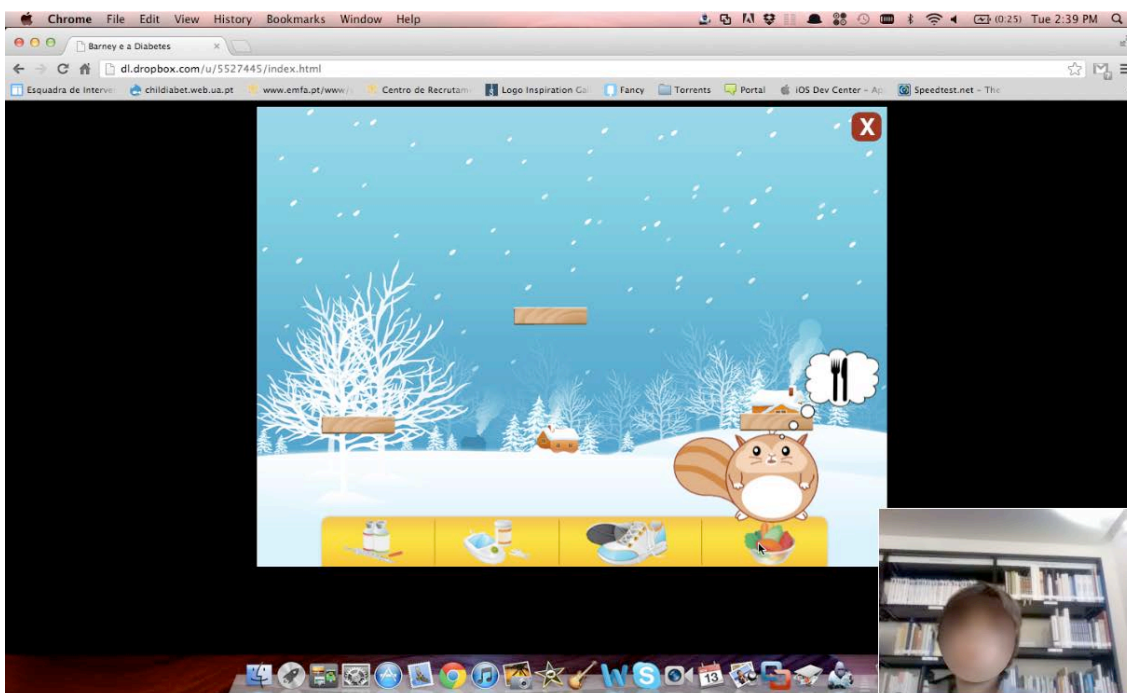 Chrome File Edit View History Bookmarks Window Help (0:25) Tue 2:39 PM
Barney e a Diabetes
dl.dropbox.com/u/5527445/index.html
Esquadra de Interve childiabet.web.ua.pt www.emfa.pt/www/ Centro de Recrutam Logo Inspiration Ga Fancy Torrents Portal iOS Dev Center – Ap Speedtest.net – The
X
13